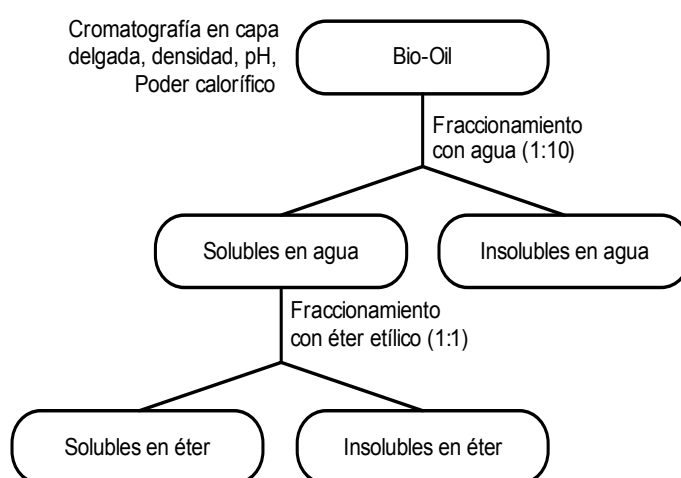 Cromatografía en capa
delgada, densidad, pH,
Poder calorífico
Bio-Oil
Fraccionamiento
con agua (1:10)
Solubles en agua
Insolubles en agua
Fraccionamiento
con éter etílico (1:1)
Solubles en éter
Insolubles en éter